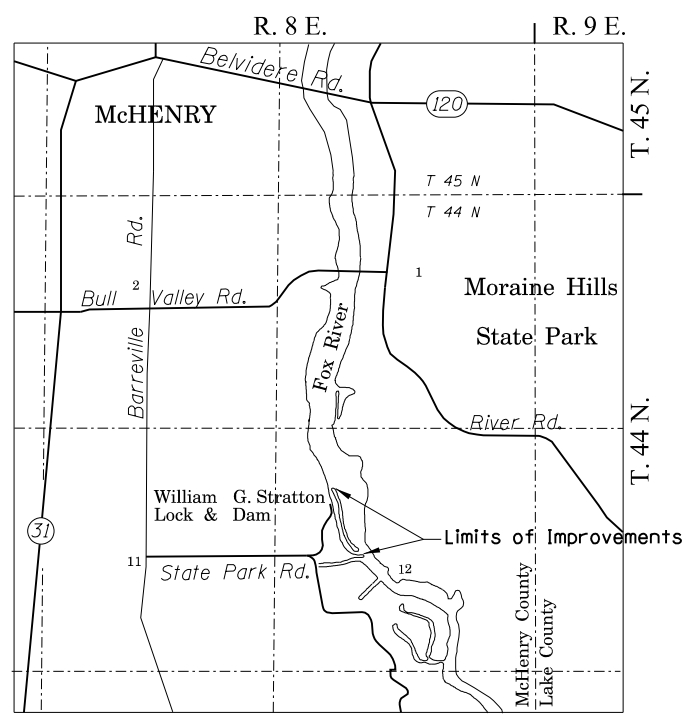 R. 8 E.
R. 9 E.
Belvidere Rd.
120
McHENRY
T. 45 N.
T 45 N
T 44 N
Rd.
Barreville
2
1
Bull Valley Rd.
Moraine Hills
State Park
Fox River
River Rd.
T. 44 N.
William G. Stratton
Lock & Dam
31
Limits of Improvements
11
State Park Rd.
12
McHenry County
Lake County